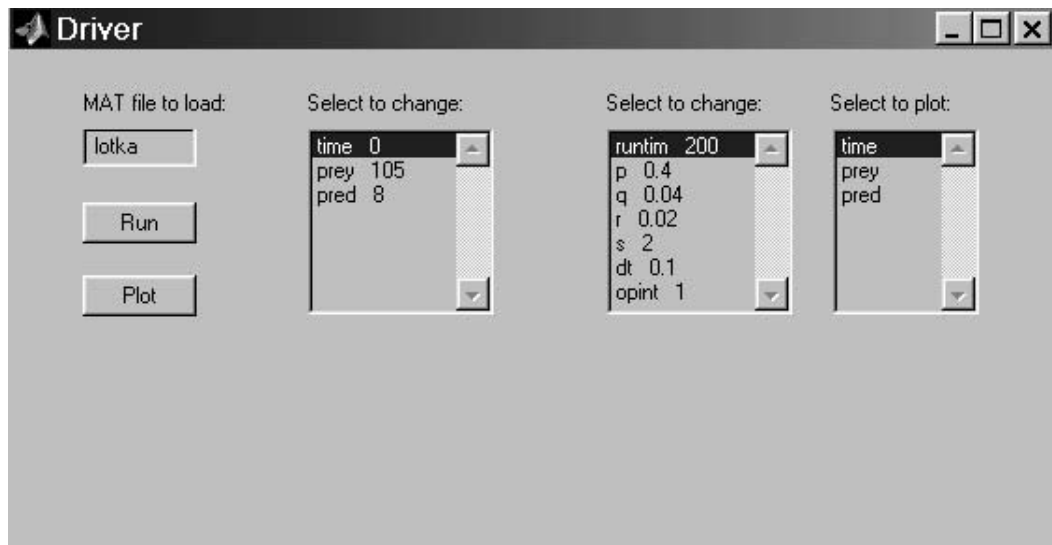 Driver
MAT file to load:
lotka
Run
Plot
Select to change:
time 0
prey 105
pred 8
Select to change:
runtim 200
p 0.4
q 0.04
r 0.02
s 2
dt 0.1
opint 1
Select to plot:
time
prey
pred